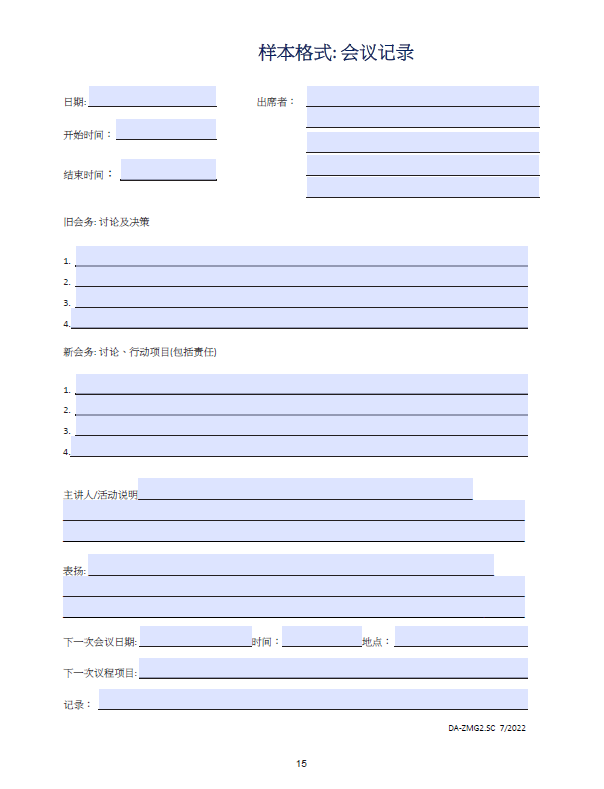 样本格式: 会议记录
日期: 出席者：
开始时间：
结束时间：
旧会务: 讨论及决策
1.
2.
3.
4.
新会务: 讨论、行动项目(包括责任)
1.
2.
3.
4.
主讲人/活动说明
表扬:
下一次会议日期: 时间： 地点：
下一次议程项目:
记录：
DA-ZMG2.SC 7/2022
15